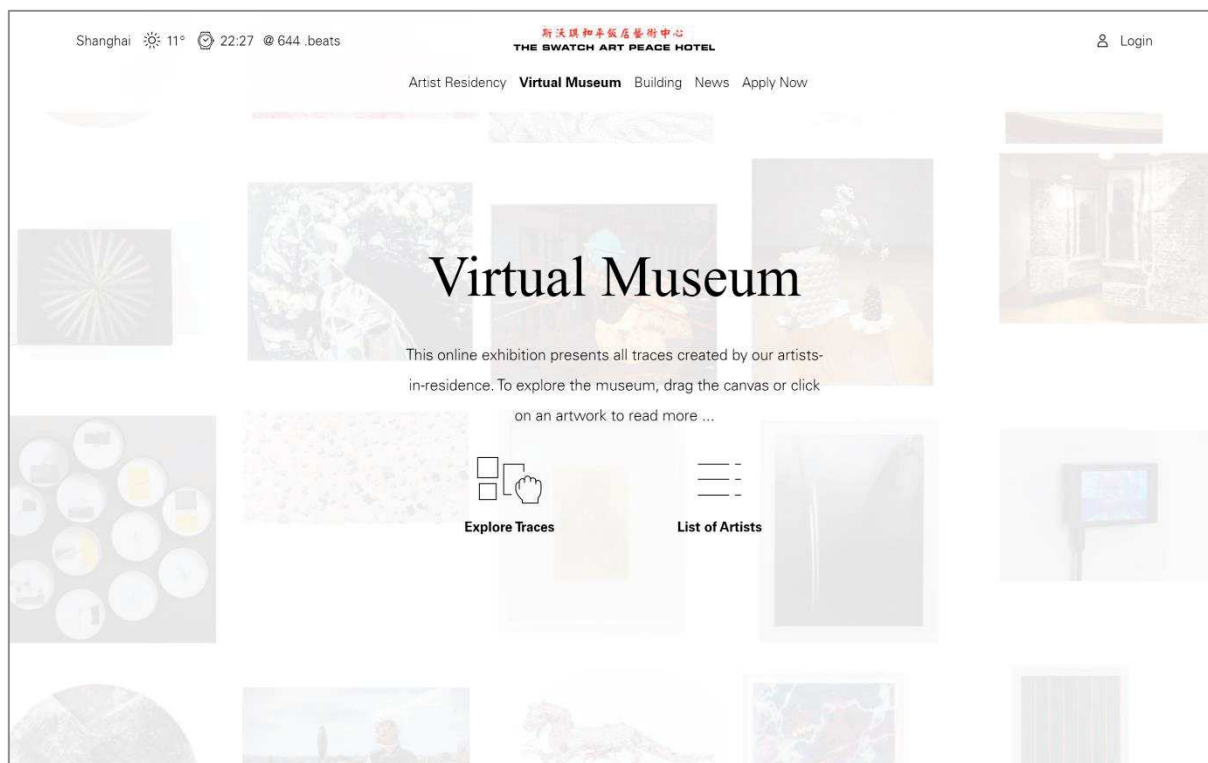 Shanghai 11° 22:27 @ 644 .beats
斯沃琪和平飯店藝術中心
THE SWATCH ART PEACE HOTEL
Login
Artist Residency Virtual Museum Building News Apply Now
Virtual Museum
This online exhibition presents all traces created by our artists-
in-residence. To explore the museum, drag the canvas or click
on an artwork to read more ...
Explore Traces List of Artists